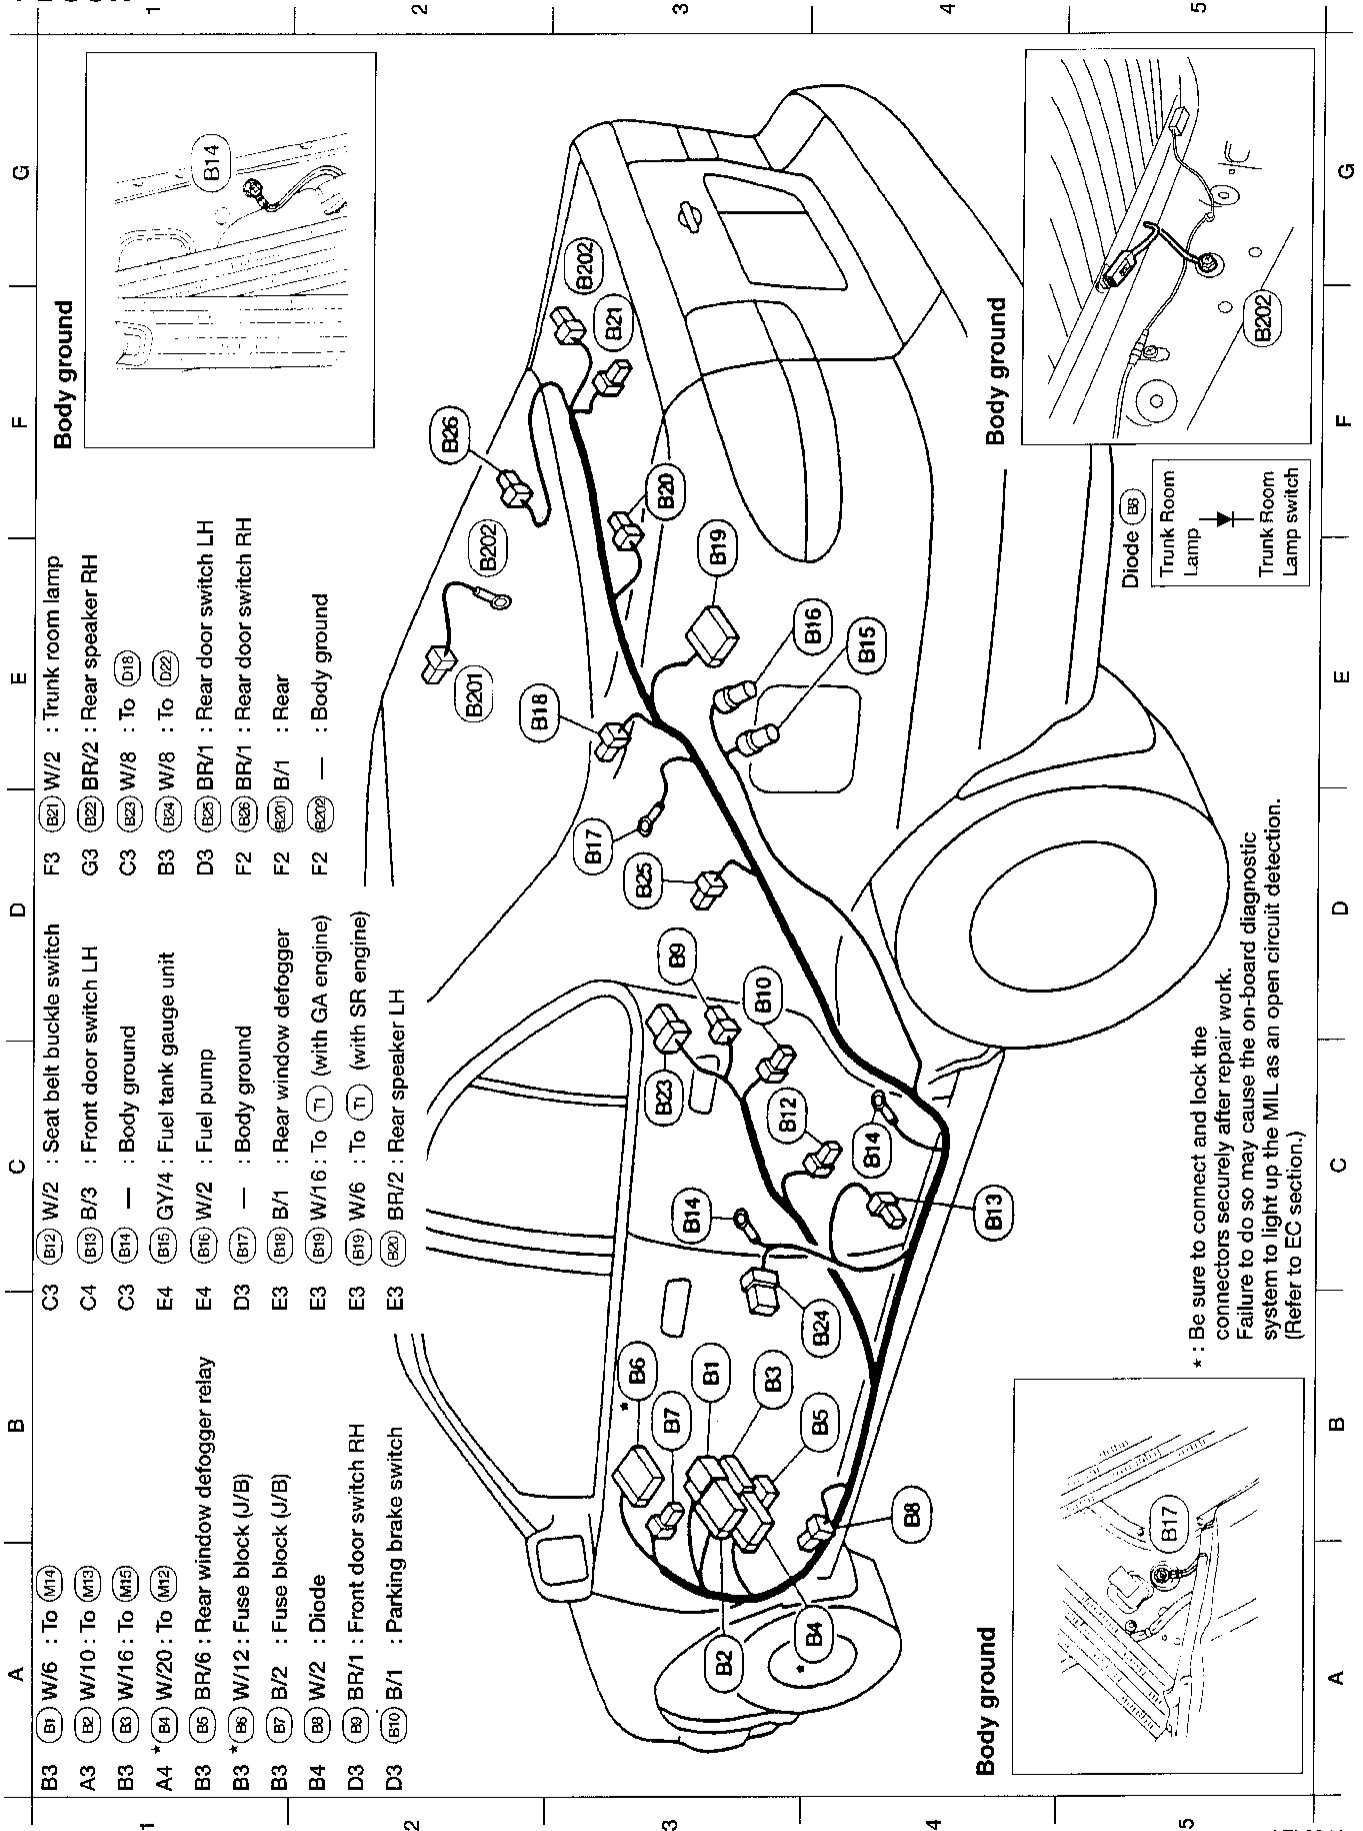 B3 B1 W/6 : To M14
A3 B2 W/10 : To M13
B3 B3 W/16 : To M15
A4 *B4 W/20 : To M12
B3 B5 BR/6 : Rear window defogger relay
B3 *B6 W/12 : Fuse block (J/B)
B3 B7 B/2 : Fuse block (J/B)
B4 B8 W/2 : Diode
D3 B9 BR/1 : Front door switch RH
D3 B10 B/1 : Parking brake switch
C3 B12 W/2 : Seat belt buckle switch
C4 B13 B/3 : Front door switch LH
C3 B14 — : Body ground
E4 B15 GY/4 : Fuel tank gauge unit
E4 B16 W/2 : Fuel pump
D3 B17 — : Body ground
E3 B18 B/1 : Rear window defogger
E3 B19 W/16 : To T1 (with GA engine)
E3 B19 W/6 : To T1 (with SR engine)
E3 B20 BR/2 : Rear speaker LH
F3 B21 W/2 : Trunk room lamp
G3 B22 BR/2 : Rear speaker RH
C3 B23 W/8 : To D18
B3 B24 W/8 : To D22
D3 B25 BR/1 : Rear door switch LH
F2 B26 BR/1 : Rear door switch RH
F2 B201 B/1 : Rear
F2 B202 — : Body ground
A
B
C
D
E
F
G
1
2
3
4
5
Body ground
B14
B201
B202
B26
B202
B21
B18
B20
B17
B25
B19
B16
B15
B9
B10
B23
B12
B14
B14
B13
B24
*
B6
B7
B1
B3
B5
B8
B2
*
B4
Body ground
B17
* : Be sure to connect and lock the
connectors securely after repair work.
Failure to do so may cause the on-board diagnostic
system to light up the MIL as an open circuit detection.
(Refer to EC section.)
Diode B8
Trunk Room
Lamp
Trunk Room
Lamp switch
Body ground
B202
A
B
C
D
E
F
G
1
2
3
4
5